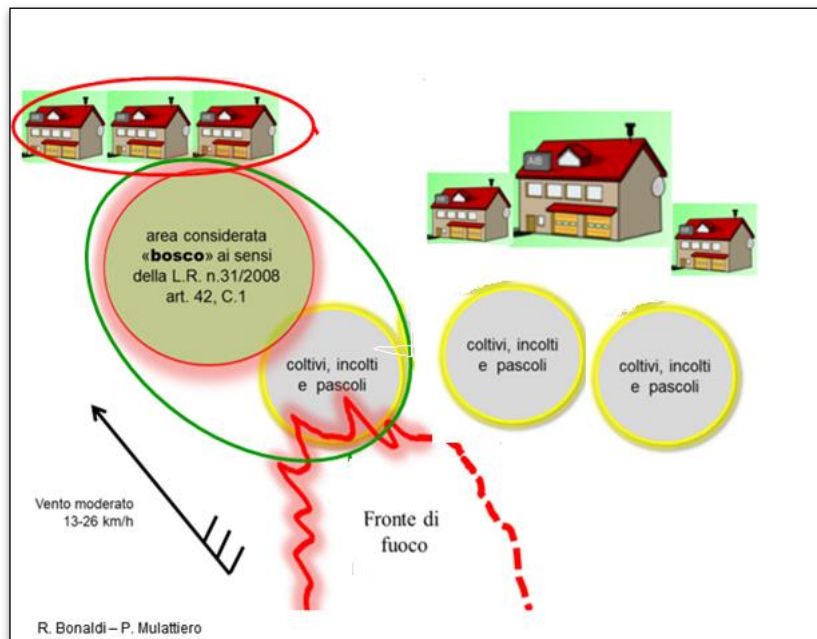 AIB
area considerata
«bosco» ai sensi
della L.R. n.31/2008
art. 42, C.1
coltivi, incolti
e pascoli
coltivi, incolti
e pascoli
coltivi, incolti
e pascoli
Vento moderato
13-26 km/h
Fronte di
fuoco
R. Bonaldi – P. Mulattiero